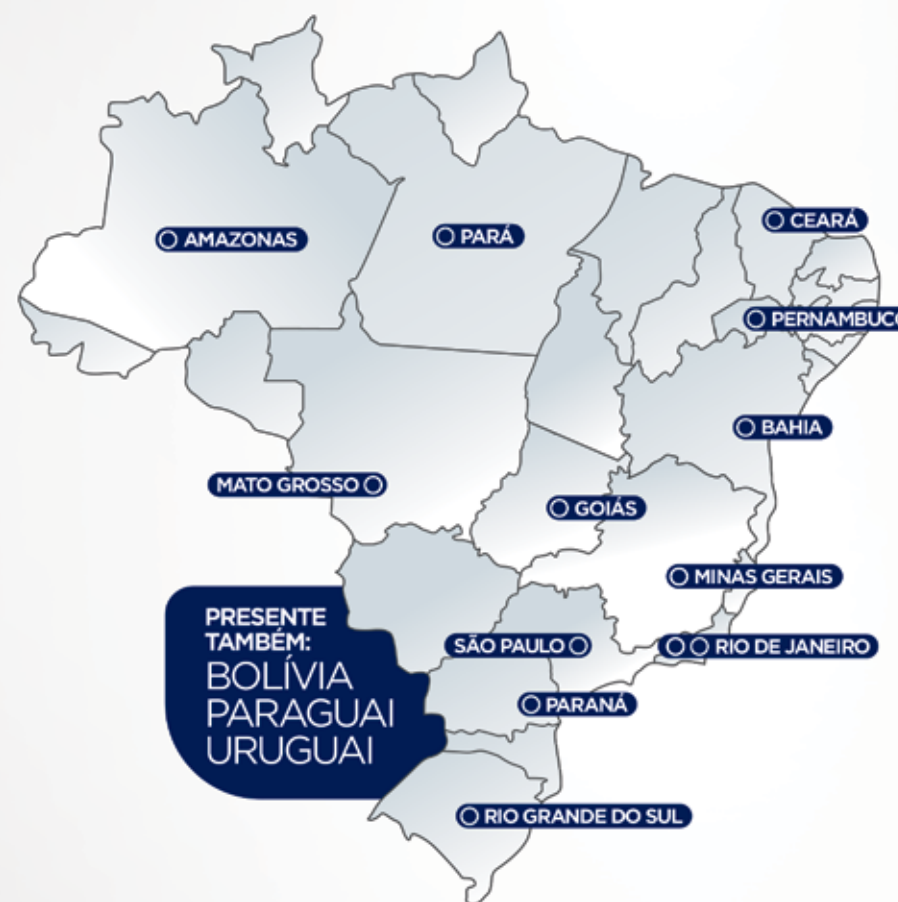 CEARÁ
AMAZONAS
PARÁ
PERNAMBUCO
BAHIA
MATO GROSSO
GOIÁS
MINAS GERAIS
PRESENTE
TAMBÉM:
BOLÍVIA
PARAGUAI
URUGUAI
SÃO PAULO
RIO DE JANEIRO
PARANÁ
RIO GRANDE DO SUL